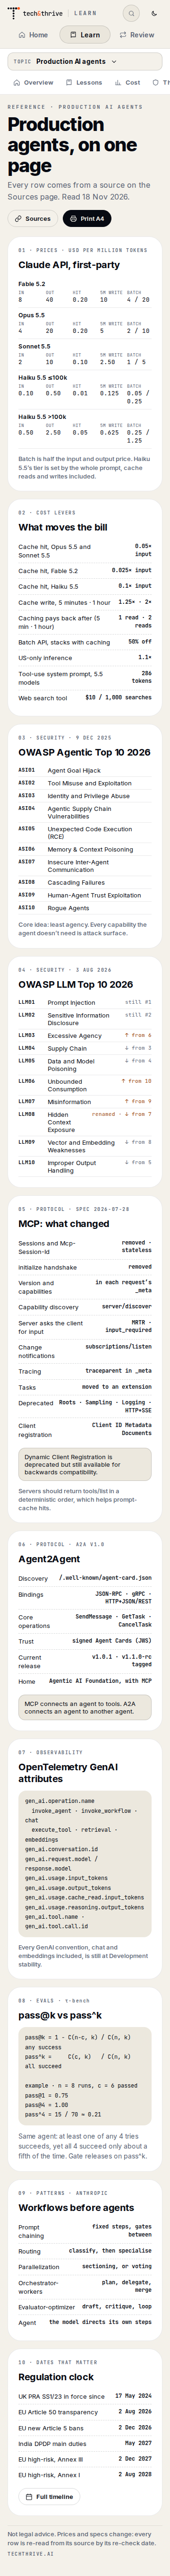 tech&thrive | LEARN
Home Learn Review
TOPIC Production AI agents
Overview Lessons Cost Th
REFERENCE · PRODUCTION AI AGENTS
Production
agents, on one
page
Every row comes from a source on the
Sources page. Read 18 Nov 2026.
Sources Print A4
01 · PRICES · USD PER MILLION TOKENS
Claude API, first-party
Fable 5.2
IN OUT HIT 5M WRITE BATCH
8 40 0.20 10 4 / 20
Opus 5.5
IN OUT HIT 5M WRITE BATCH
4 20 0.20 5 2 / 10
Sonnet 5.5
IN OUT HIT 5M WRITE BATCH
2 10 0.10 2.50 1 / 5
Haiku 5.5 ≤100k
IN OUT HIT 5M WRITE BATCH
0.10 0.50 0.01 0.125 0.05 /
0.25
Haiku 5.5 >100k
IN OUT HIT 5M WRITE BATCH
0.50 2.50 0.05 0.625 0.25 /
1.25
Batch is half the input and output price. Haiku
5.5's tier is set by the whole prompt, cache
reads and writes included.
02 · COST LEVERS
What moves the bill
Cache hit, Opus 5.5 and
Sonnet 5.5
0.05×
input
Cache hit, Fable 5.2 0.025× input
Cache hit, Haiku 5.5 0.1× input
Cache write, 5 minutes · 1 hour 1.25× · 2×
Caching pays back after (5
min · 1 hour)
1 read · 2
reads
Batch API, stacks with caching 50% off
US-only inference 1.1×
Tool-use system prompt, 5.5
models
286
tokens
Web search tool $10 / 1,000 searches
03 · SECURITY · 9 DEC 2025
OWASP Agentic Top 10 2026
ASI01 Agent Goal Hijack
ASI02 Tool Misuse and Exploitation
ASI03 Identity and Privilege Abuse
ASI04 Agentic Supply Chain
Vulnerabilities
ASI05 Unexpected Code Execution
(RCE)
ASI06 Memory & Context Poisoning
ASI07 Insecure Inter-Agent
Communication
ASI08 Cascading Failures
ASI09 Human-Agent Trust Exploitation
ASI10 Rogue Agents
Core idea: least agency. Every capability the
agent doesn't need is attack surface.
04 · SECURITY · 3 AUG 2026
OWASP LLM Top 10 2026
LLM01 Prompt Injection still #1
LLM02 Sensitive Information
Disclosure
still #2
LLM03 Excessive Agency ↑ from 6
LLM04 Supply Chain ↓ from 3
LLM05 Data and Model
Poisoning
↓ from 4
LLM06 Unbounded
Consumption
↑ from 10
LLM07 Misinformation ↑ from 9
LLM08 Hidden
Context
Exposure
renamed · ↓ from 7
LLM09 Vector and Embedding
Weaknesses
↓ from 8
LLM10 Improper Output
Handling
↓ from 5
05 · PROTOCOL · SPEC 2026-07-28
MCP: what changed
Sessions and Mcp-
Session-Id
removed ·
stateless
initialize handshake removed
Version and
capabilities
in each request's
_meta
Capability discovery server/discover
Server asks the client
for input
MRTR ·
input_required
Change
notifications
subscriptions/listen
Tracing traceparent in _meta
Tasks moved to an extension
Deprecated Roots · Sampling · Logging ·
HTTP+SSE
Client
registration
Client ID Metadata
Documents
Dynamic Client Registration is
deprecated but still available for
backwards compatibility.
Servers should return tools/list in a
deterministic order, which helps prompt-
cache hits.
06 · PROTOCOL · A2A V1.0
Agent2Agent
Discovery /.well-known/agent-card.json
Bindings JSON-RPC · gRPC ·
HTTP+JSON/REST
Core
operations
SendMessage · GetTask ·
CancelTask
Trust signed Agent Cards (JWS)
Current
release
v1.0.1 · v1.1.0-rc
tagged
Home Agentic AI Foundation, with MCP
MCP connects an agent to tools. A2A
connects an agent to another agent.
07 · OBSERVABILITY
OpenTelemetry GenAI
attributes
gen_ai.operation.name
invoke_agent · invoke_workflow ·
chat
execute_tool · retrieval ·
embeddings
gen_ai.conversation.id
gen_ai.request.model /
response.model
gen_ai.usage.input_tokens
gen_ai.usage.output_tokens
gen_ai.usage.cache_read.input_tokens
gen_ai.usage.reasoning.output_tokens
gen_ai.tool.name ·
gen_ai.tool.call.id
Every GenAI convention, chat and
embeddings included, is still at Development
stability.
08 · EVALS · τ-bench
pass@k vs pass^k
pass@k = 1 - C(n-c, k) / C(n, k)
any success
pass^k = C(c, k) / C(n, k)
all succeed
example · n = 8 runs, c = 6 passed
pass@1 = 0.75
pass@4 = 1.00
pass^4 = 15 / 70 ≈ 0.21
Same agent: at least one of any 4 tries
succeeds, yet all 4 succeed only about a
fifth of the time. Gate releases on pass^k.
09 · PATTERNS · ANTHROPIC
Workflows before agents
Prompt
chaining
fixed steps, gates
between
Routing classify, then specialise
Parallelization sectioning, or voting
Orchestrator-
workers
plan, delegate,
merge
Evaluator-optimizer draft, critique, loop
Agent the model directs its own steps
10 · DATES THAT MATTER
Regulation clock
UK PRA SS1/23 in force since 17 May 2024
EU Article 50 transparency 2 Aug 2026
EU new Article 5 bans 2 Dec 2026
India DPDP main duties May 2027
EU high-risk, Annex III 2 Dec 2027
EU high-risk, Annex I 2 Aug 2028
Full timeline
Not legal advice. Prices and specs change: every
row is re-read from its source by its re-check date.
TECHTHRIVE.AI